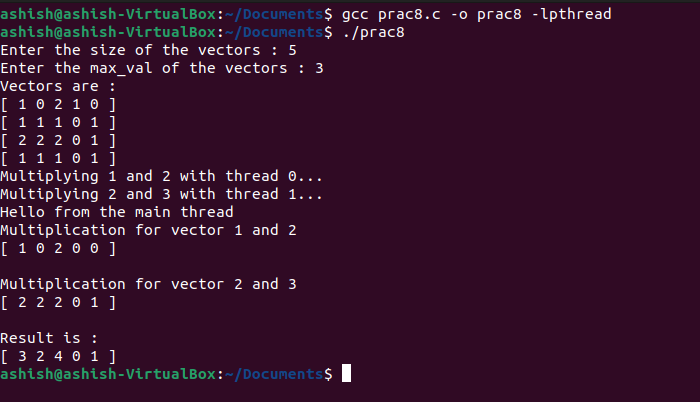 ashish@ashish-VirtualBox:~/Documents$ gcc prac8.c -o prac8 -lpthread
ashish@ashish-VirtualBox:~/Documents$ ./prac8
Enter the size of the vectors : 5
Enter the max_val of the vectors : 3
Vectors are :
[ 1 0 2 1 0 ]
[ 1 1 1 0 1 ]
[ 2 2 2 0 1 ]
[ 1 1 1 0 1 ]
Multiplying 1 and 2 with thread 0...
Multiplying 2 and 3 with thread 1...
Hello from the main thread
Multiplication for vector 1 and 2
[ 1 0 2 0 0 ]
Multiplication for vector 2 and 3
[ 2 2 2 0 1 ]
Result is :
[ 3 2 4 0 1 ]
ashish@ashish-VirtualBox:~/Documents$